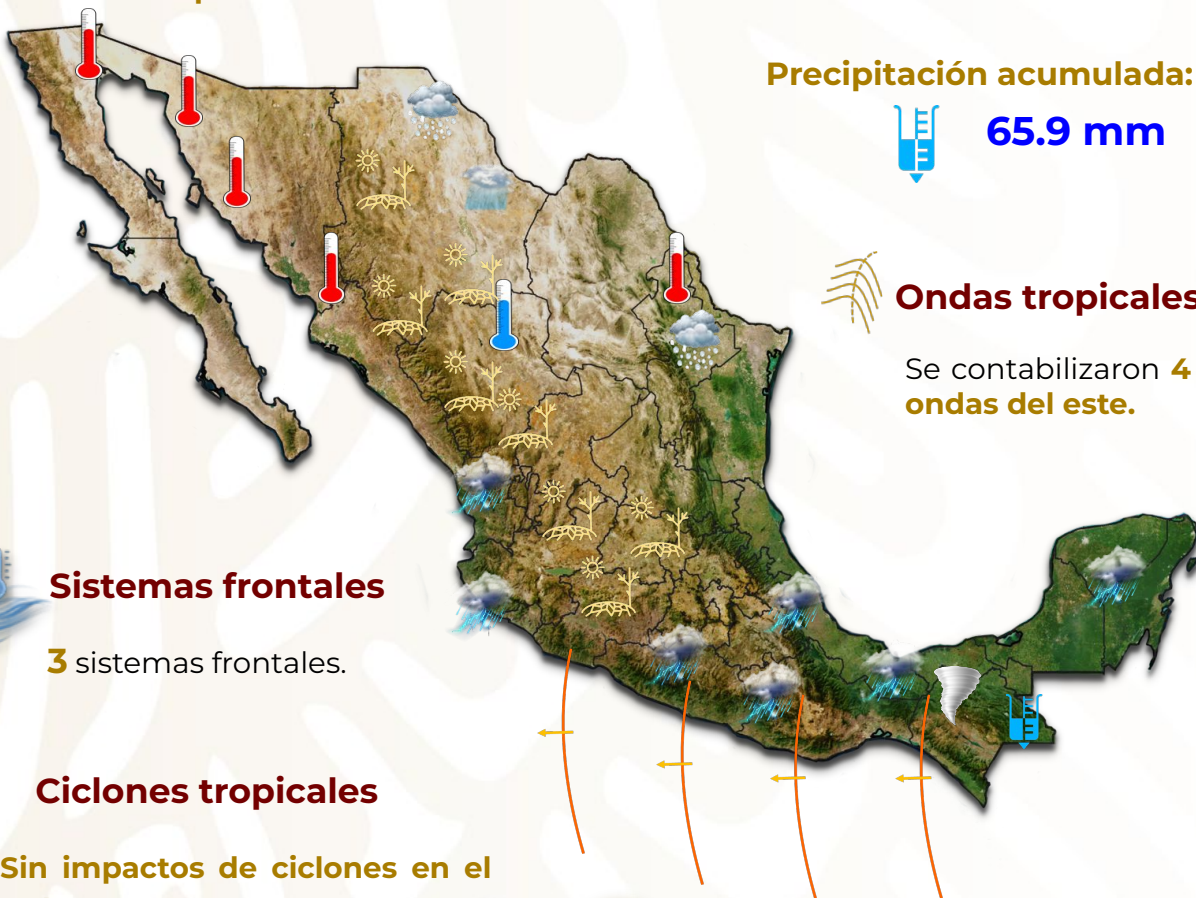 Precipitación acumulada:
65.9 mm
Ondas tropicales
Se contabilizaron 4
ondas del este.
Sistemas frontales
3 sistemas frontales.
Ciclones tropicales
Sin impactos de ciclones en el